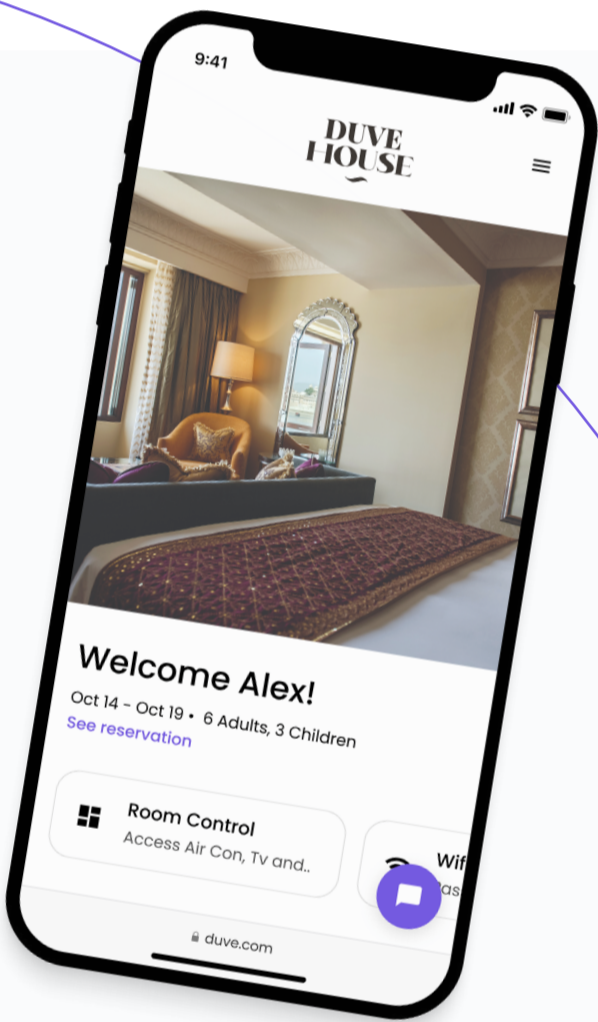 9:41
DUVE
HOUSE
Welcome Alex!
Oct 14 - Oct 19 • 6 Adults, 3 Children
See reservation
Room Control
Access Air Con, Tv and..
duve.com